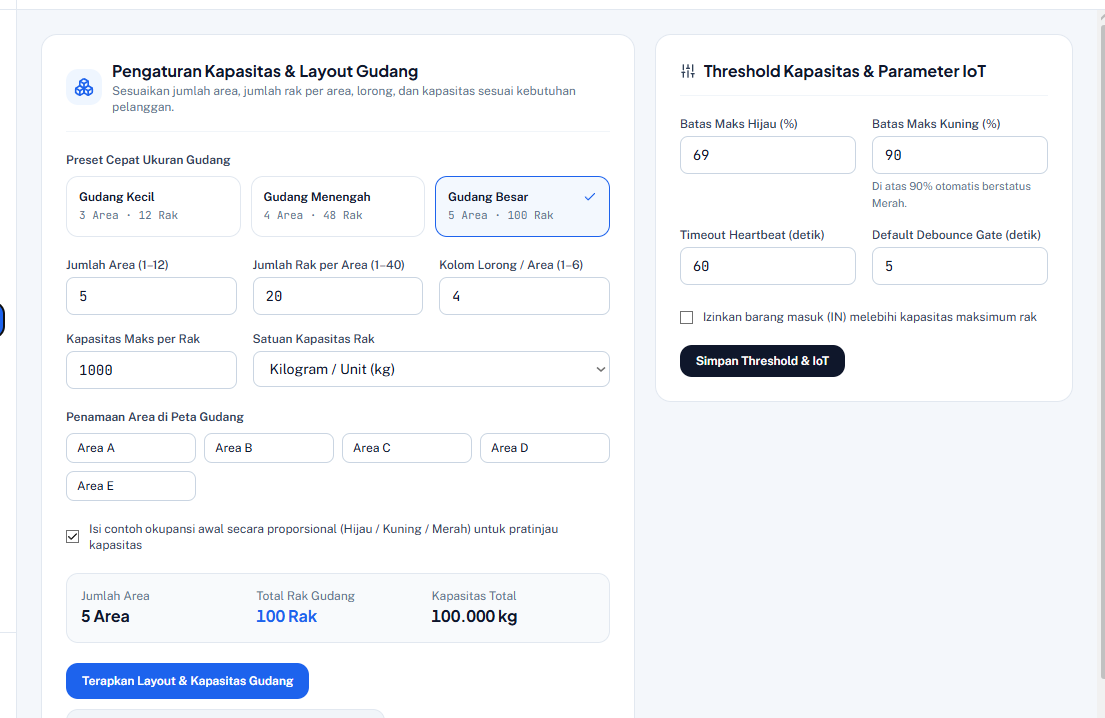 Pengaturan Kapasitas & Layout Gudang
Sesuaikan jumlah area, jumlah rak per area, lorong, dan kapasitas sesuai kebutuhan
pelanggan.
Preset Cepat Ukuran Gudang
Gudang Kecil
3 Area · 12 Rak
Gudang Menengah
4 Area · 48 Rak
Gudang Besar
5 Area · 100 Rak
Jumlah Area (1–12)
5
Jumlah Rak per Area (1–40)
20
Kolom Lorong / Area (1–6)
4
Kapasitas Maks per Rak
1000
Satuan Kapasitas Rak
Kilogram / Unit (kg)
Penamaan Area di Peta Gudang
Area A
Area B
Area C
Area D
Area E
Isi contoh okupansi awal secara proporsional (Hijau / Kuning / Merah) untuk pratinjau
kapasitas
Jumlah Area
5 Area
Total Rak Gudang
100 Rak
Kapasitas Total
100.000 kg
Terapkan Layout & Kapasitas Gudang
Threshold Kapasitas & Parameter IoT
Batas Maks Hijau (%)
69
Batas Maks Kuning (%)
90
Di atas 90% otomatis berstatus
Merah.
Timeout Heartbeat (detik)
60
Default Debounce Gate (detik)
5
Izinkan barang masuk (IN) melebihi kapasitas maksimum rak
Simpan Threshold & IoT